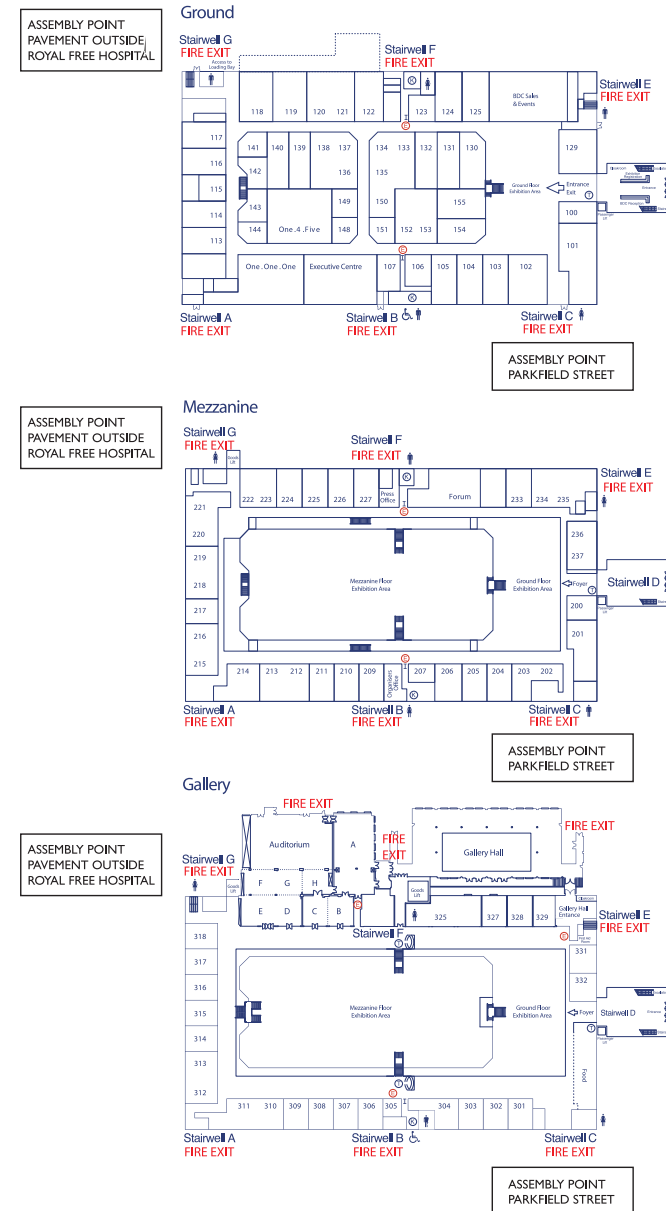 Ground
ASSEMBLY POINT
PAVEMENT OUTSIDE
ROYAL FREE HOSPITAL
Stairwell G
FIRE EXIT
Access to
Loading Bay
Stairwell F
FIRE EXIT
K
Stairwell E
FIRE EXIT
118
119
120
121
122
123
124
125
BDC Sales
& Events
E
117
116
115
114
113
141
140
139
138
137
142
136
143
149
144
One.4.Five
148
134
133
132
131
130
135
150
155
151
152
153
154
Ground Floor
Exhibition Area
Entrance
Exit
T
129
100
101
Passenger
Lift
Entrance
BDC Reception
E
One.One.One
Executive Centre
107
106
105
104
103
102
K
Stairwell A
FIRE EXIT
Stairwell B
FIRE EXIT
Stairwell C
FIRE EXIT
ASSEMBLY POINT
PARKFIELD STREET
Mezzanine
ASSEMBLY POINT
PAVEMENT OUTSIDE
ROYAL FREE HOSPITAL
Stairwell G
FIRE EXIT
Goods
Lift
Stairwell F
FIRE EXIT
K
Stairwell E
FIRE EXIT
221
220
219
218
217
216
215
222
223
224
225
226
227
Press
Office
Forum
233
234
235
E
236
237
Mezzanine Floor
Exhibition Area
Ground Floor
Exhibition Area
Foyer
T
Stairwell D
200
201
Passenger
Lift
E
214
213
212
211
210
209
Organisers
Office
207
206
205
204
203
202
K
Stairwell A
FIRE EXIT
Stairwell B
FIRE EXIT
Stairwell C
FIRE EXIT
ASSEMBLY POINT
PARKFIELD STREET
Gallery
ASSEMBLY POINT
PAVEMENT OUTSIDE
ROYAL FREE HOSPITAL
FIRE EXIT
Auditorium
A
FIRE
EXIT
Gallery Hall
FIRE EXIT
Stairwell G
FIRE EXIT
Goods
Lift
F
G
H
E
D
C
B
E
Goods
Lift
325
327
328
329
Gallery Hall
Entrance
Stairwell E
FIRE EXIT
Stairwell F
T
E
318
317
316
315
314
313
312
331
332
Mezzanine Floor
Exhibition Area
Ground Floor
Exhibition Area
Foyer
T
Stairwell D
Entrance
Passenger
Lift
Food
T
E
311
310
309
308
307
306
305
304
303
302
301
K
Stairwell A
FIRE EXIT
Stairwell B
FIRE EXIT
Stairwell C
FIRE EXIT
ASSEMBLY POINT
PARKFIELD STREET